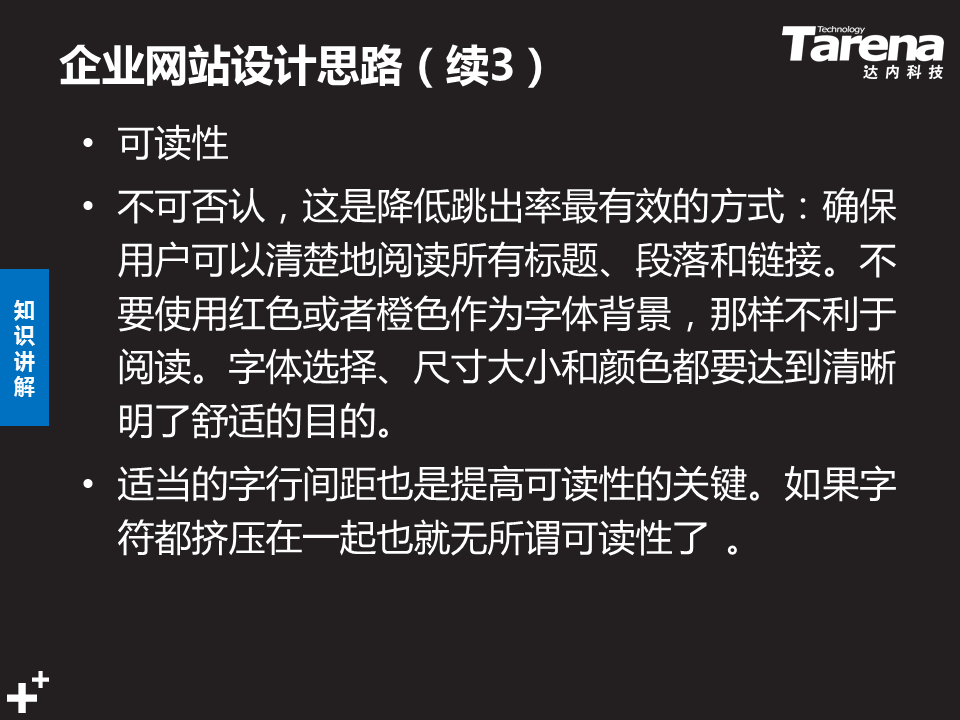 企业网站设计思路（续3）
Technology
Tarena
达内科技
• 可读性
• 不可否认，这是降低跳出率最有效的方式：确保
用户可以清楚地阅读所有标题、段落和链接。不
要使用红色或者橙色作为字体背景，那样不利于
阅读。字体选择、尺寸大小和颜色都要达到清晰
明了舒适的目的。
• 适当的字行间距也是提高可读性的关键。如果字
符都挤压在一起也就无所谓可读性了 。
知
识
讲
解